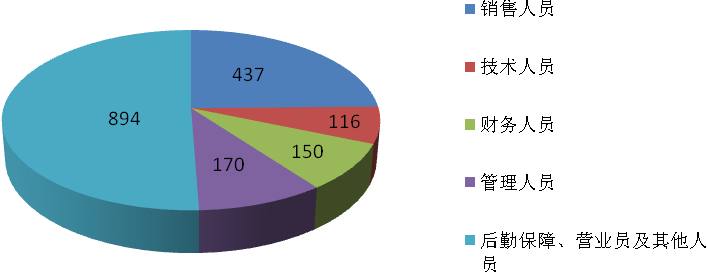 437
116
150
170
894
销售人员
技术人员
财务人员
管理人员
后勤保障、营业员及其他人
员